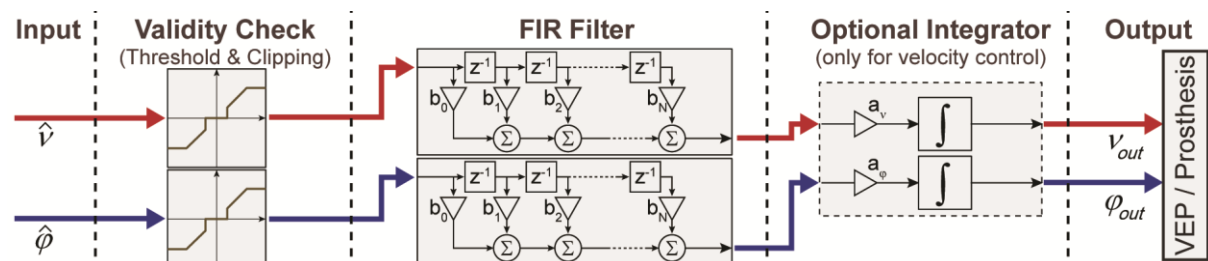 Input
Validity Check
(Threshold & Clipping)
FIR Filter
Optional Integrator
(only for velocity control)
Output
z⁻¹ z⁻¹ z⁻¹
b₀ b₁ b₂ b_N
Σ Σ Σ
ν̂
a_ν
∫
ν_out
z⁻¹ z⁻¹ z⁻¹
b₀ b₁ b₂ b_N
Σ Σ Σ
φ̂
a_φ
∫
φ_out
VEP / Prosthesis